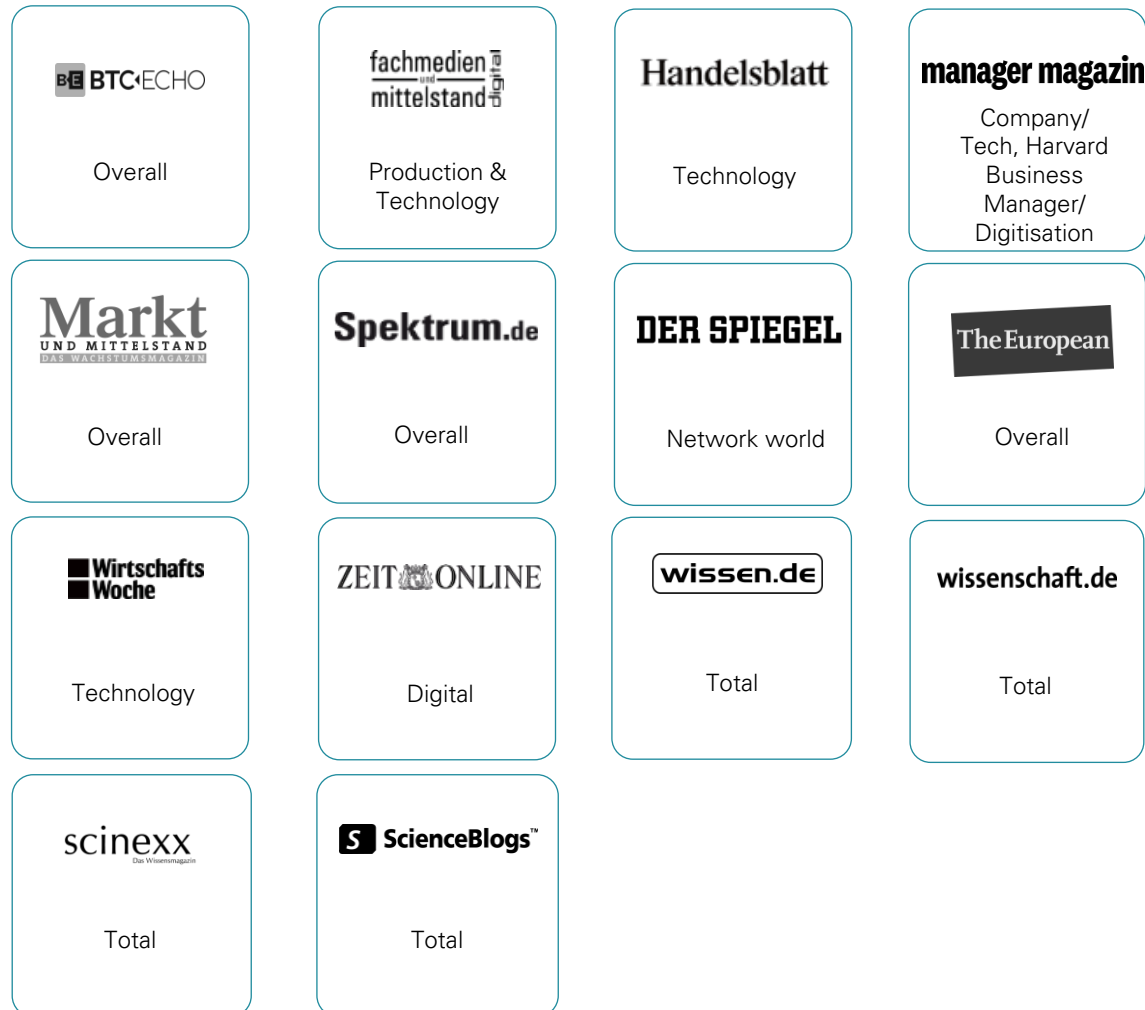 BE BTC ECHO
Overall
fachmedien
und
mittelstand
digital
Production &
Technology
Handelsblatt
Technology
manager magazin
Company/
Tech, Harvard
Business
Manager/
Digitisation
Markt
UND MITTELSTAND
DAS WACHSTUMSMAGAZIN
Overall
Spektrum.de
Overall
DER SPIEGEL
Network world
The European
Overall
Wirtschafts
Woche
Technology
ZEIT ONLINE
Digital
wissen.de
Total
wissenschaft.de
Total
scinexx
Das Wissensmagazin
Total
S ScienceBlogs™
Total